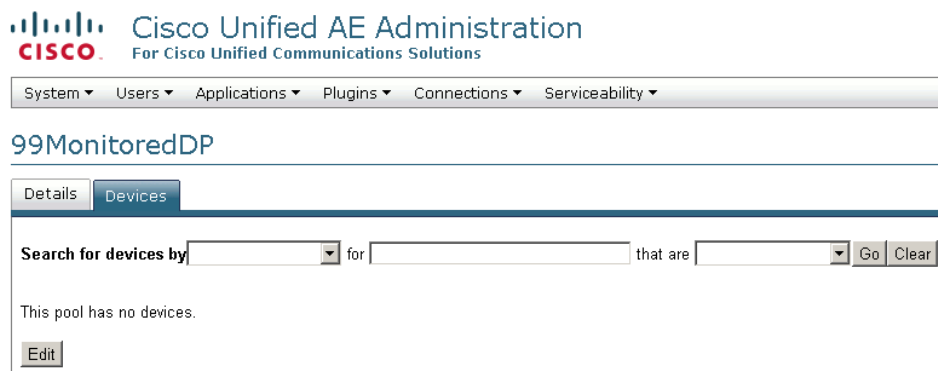 CISCO Cisco Unified AE Administration
For Cisco Unified Communications Solutions
System Users Applications Plugins Connections Serviceability
99MonitoredDP
Details Devices
Search for devices by for that are Go Clear
This pool has no devices.
Edit